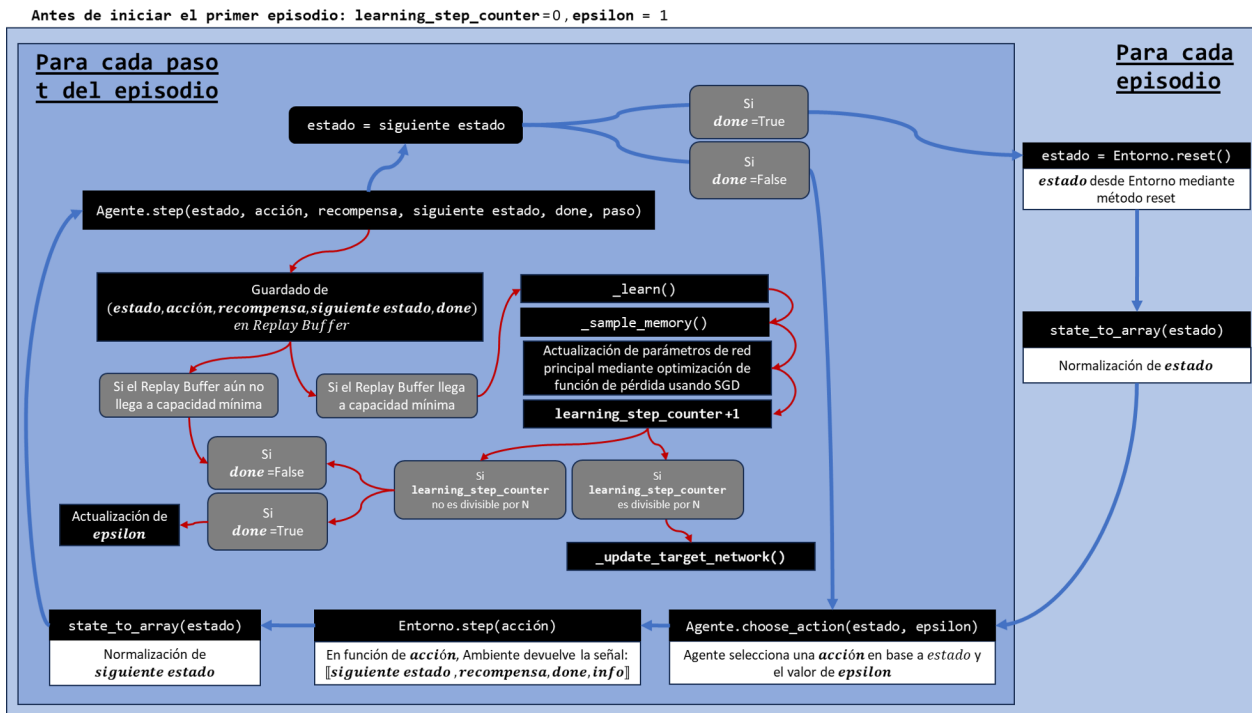 Antes de iniciar el primer episodio: learning_step_counter=0, epsilon = 1
Para cada paso
t del episodio
Para cada
episodio
estado = siguiente estado
Si
done =True
Si
done =False
estado = Entorno.reset()
estado desde Entorno mediante
método reset
Agente.step(estado, acción, recompensa, siguiente estado, done, paso)
Guardado de
(estado,acción,recompensa,siguiente estado,done)
en Replay Buffer
_learn()
_sample_memory()
Actualización de parámetros de red
principal mediante optimización de
función de pérdida usando SGD
learning_step_counter+1
state_to_array(estado)
Normalización de estado
Si el Replay Buffer aún no
llega a capacidad mínima
Si el Replay Buffer llega
a capacidad mínima
Si
done =False
Si
learning_step_counter
no es divisible por N
Si
learning_step_counter
es divisible por N
Actualización de
epsilon
Si
done =True
_update_target_network()
state_to_array(estado)
Normalización de
siguiente estado
Entorno.step(acción)
En función de acción, Ambiente devuelve la señal:
⟦siguiente estado ,recompensa,done,info⟧
Agente.choose_action(estado, epsilon)
Agente selecciona una acción en base a estado y
el valor de epsilon